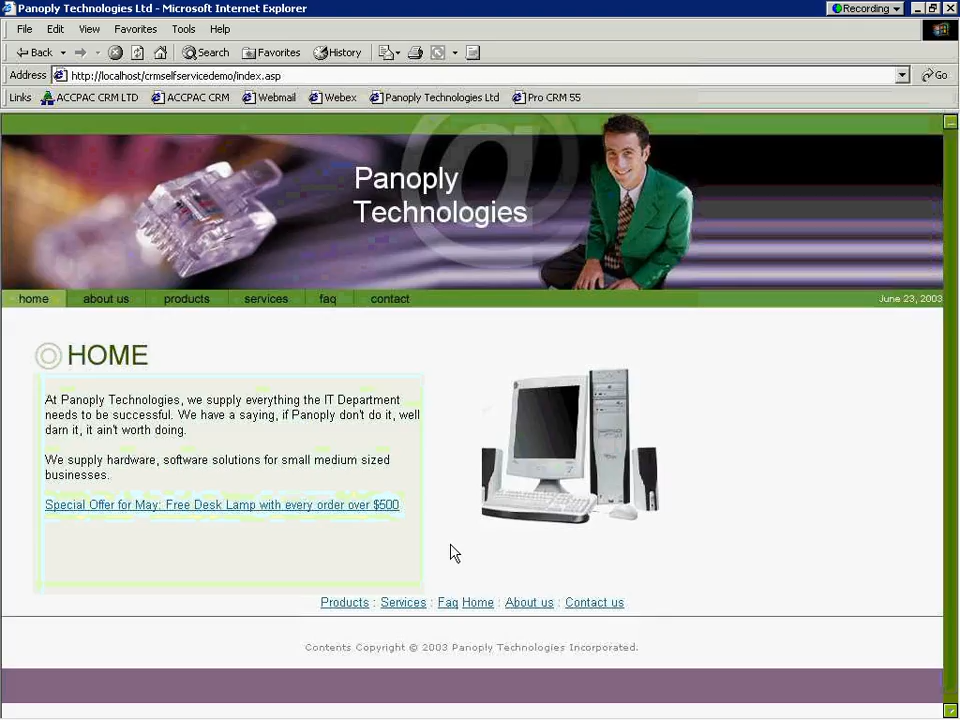 Panoply Technologies Ltd - Microsoft Internet Explorer
Recording
File Edit View Favorites Tools Help
Back Search Favorites History
Address http://localhost/crmselfservicedemo/index.asp Go
Links ACCPAC CRM LTD ACCPAC CRM Webmail Webex Panoply Technologies Ltd Pro CRM 55
@
Panoply
Technologies
home about us products services faq contact June 23, 2003
HOME
At Panoply Technologies, we supply everything the IT Department
needs to be successful. We have a saying, if Panoply don't do it, well
darn it, it ain't worth doing.
We supply hardware, software solutions for small medium sized
businesses.
Special Offer for May: Free Desk Lamp with every order over $500
Products : Services : Faq Home : About us : Contact us
Contents Copyright © 2003 Panoply Technologies Incorporated.